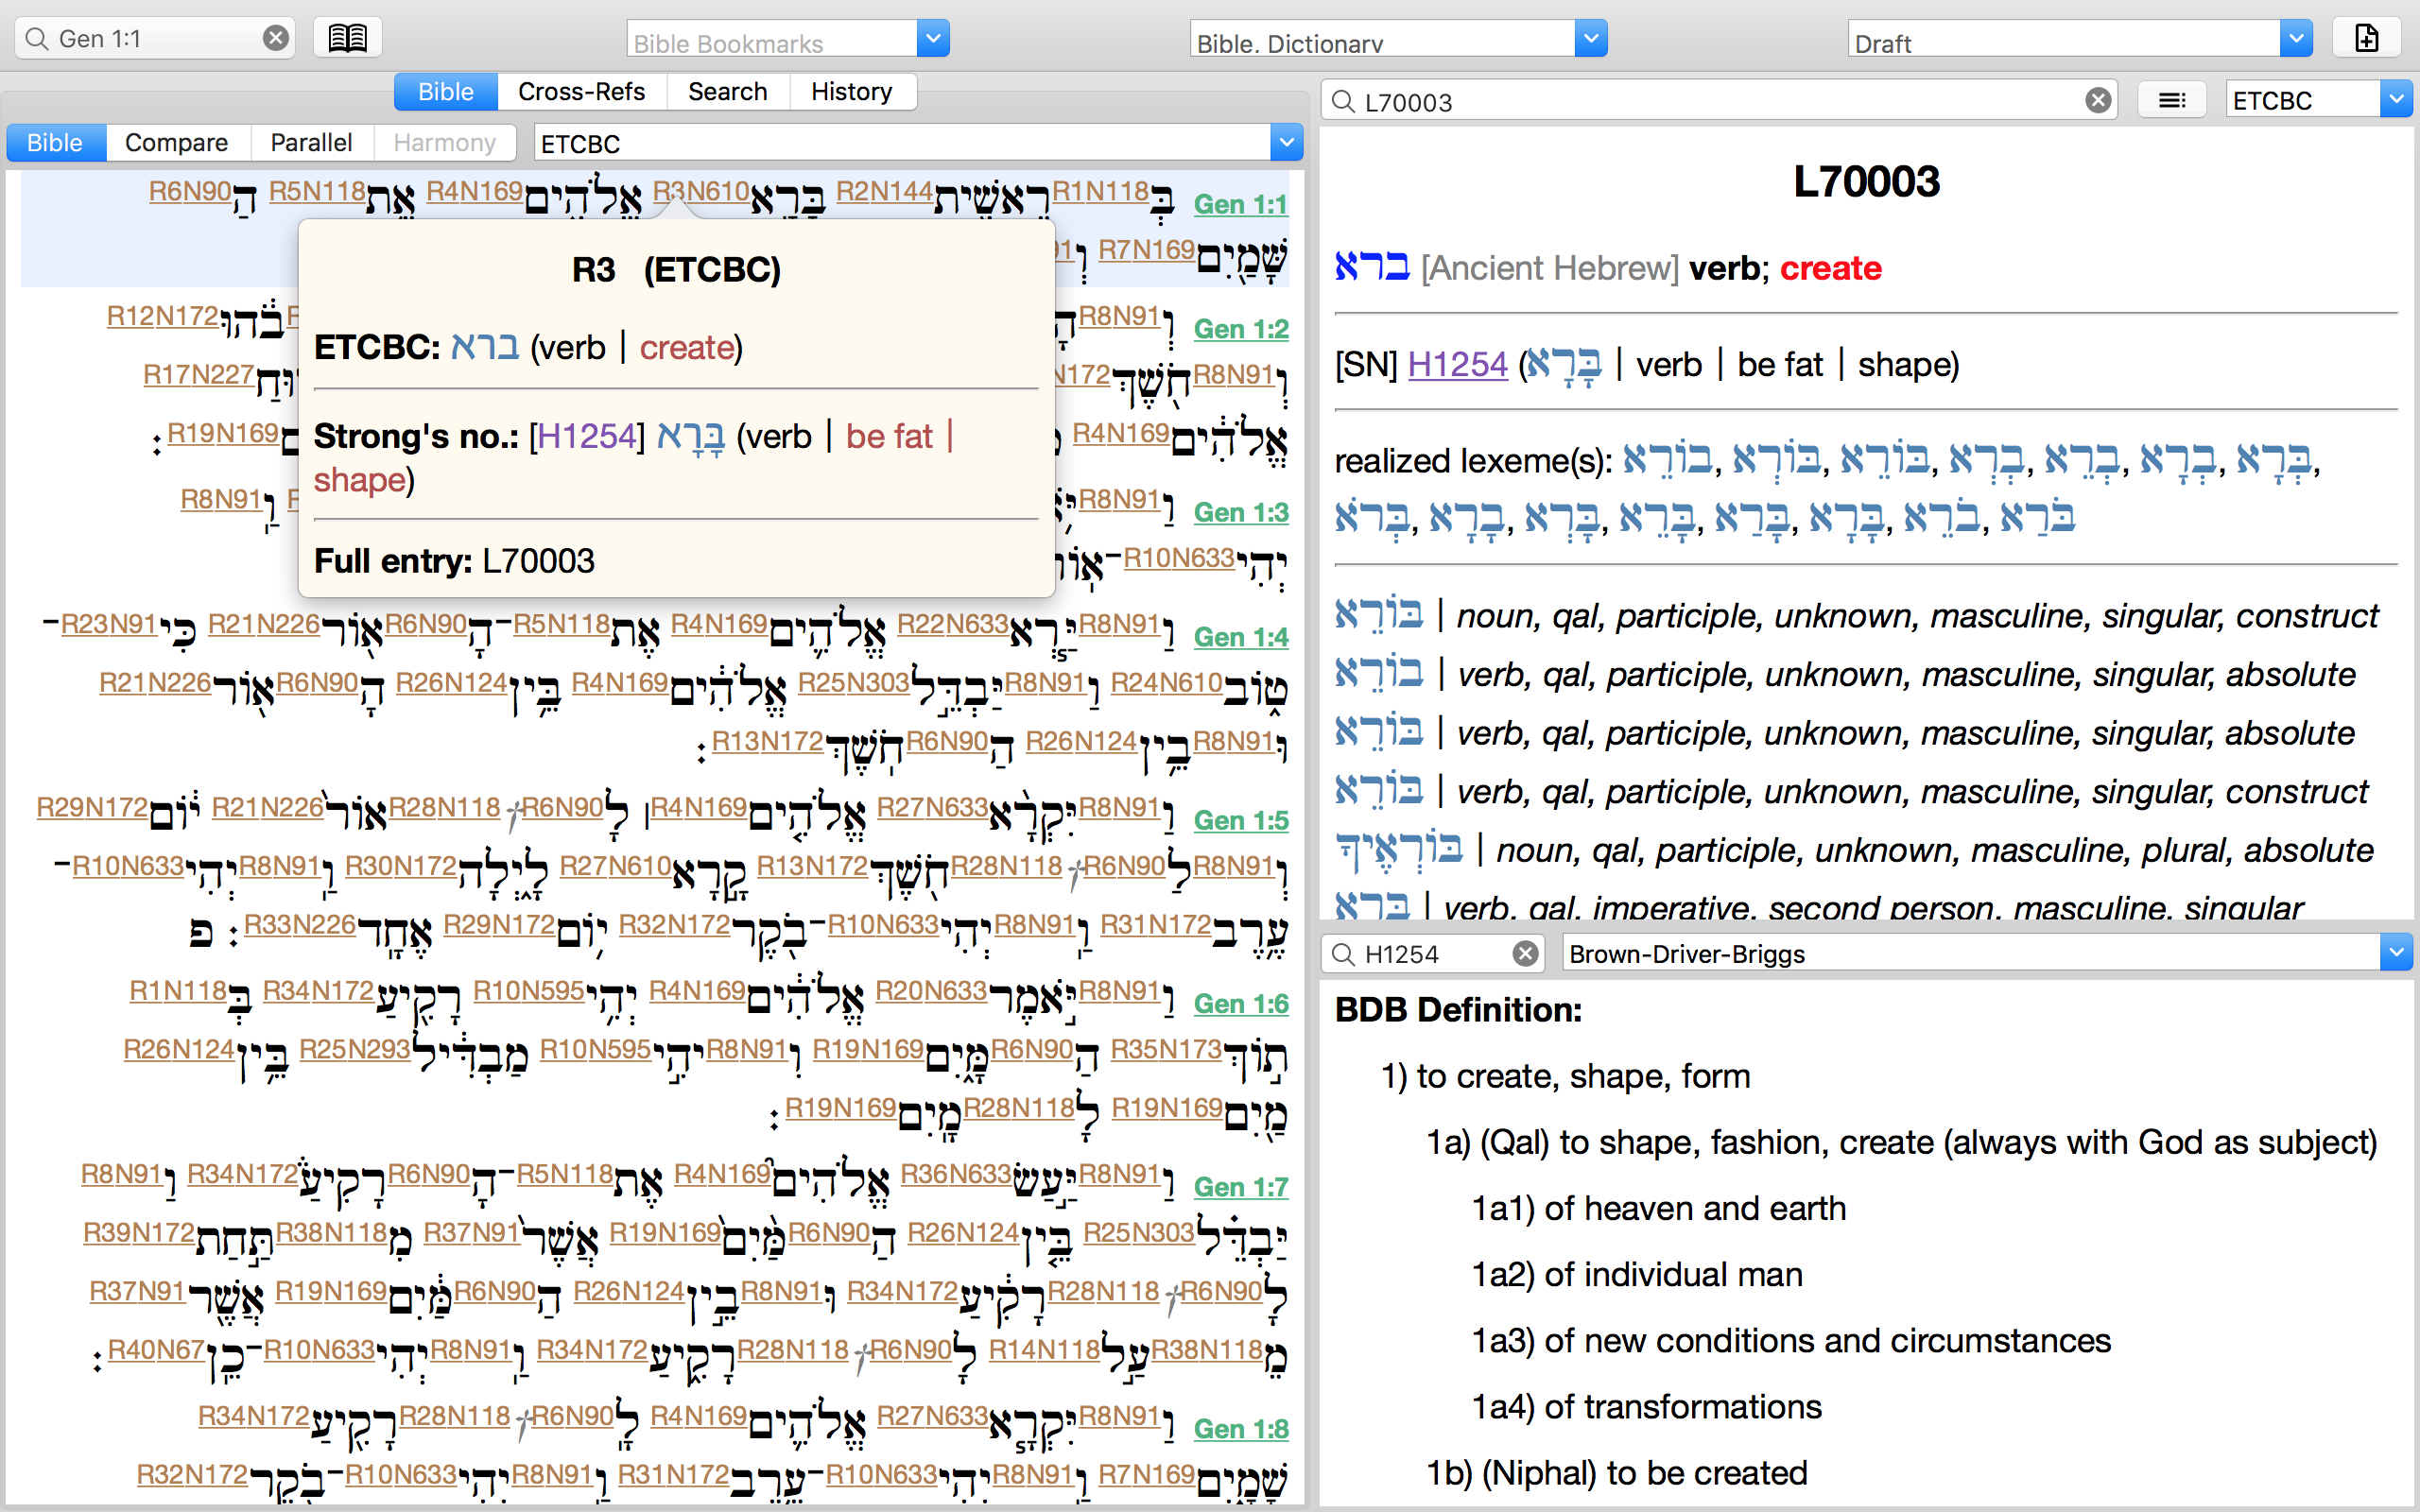 Gen 1:1
Bible Bookmarks
Bible. Dictionary
Draft
Bible Cross-Refs Search History
Bible Compare Parallel Harmony ETCBC
Gen 1:1 בְּR1N118רֵאשִׁ֖ית R2N144 בָּרָ֣א R3N610 אֱלֹהִ֑ים R4N169 אֵ֥ת R5N118 הַ R6N90
שָּׁמַ֖יִם R7N169 וְ
Gen 1:2 וְ R8N91 בֹ֔הוּ R12N172
וְ R8N91 חֹ֖שֶׁךְ R17N227
אֱלֹהִ֔ים R4N169 R19N169 ׃
Gen 1:3 וַ R8N91 וַֽ R8N91
יְהִי R10N633־
Gen 1:4 וַ R8N91 יַּ֧רְא R22N633 אֱלֹהִ֛ים R4N169 אֶת R5N118־הָ R6N90 א֖וֹר R21N226 כִּי R23N91־
ט֑וֹב R24N610 וַ R8N91 יַּבְדֵּ֣ל R25N303 אֱלֹהִ֔ים R4N169 בֵּ֥ין R26N124 הָ R6N90 א֖וֹר R21N226
וּ R8N91 בֵ֥ין R26N124 הַ R6N90 חֹֽשֶׁךְ R13N172 ׃
Gen 1:5 וַ R8N91 יִּקְרָ֨א R27N633 אֱלֹהִ֤ים R4N169׀ לָ R28N118 †R6N90 אוֹר֙ R21N226 י֔וֹם R29N172
וְ R8N91 לַ R28N118 †R6N90 חֹ֖שֶׁךְ R13N172 קָ֣רָא R27N610 לָ֑יְלָה R30N172 וַֽ R8N91 יְהִי R10N633־
עֶ֥רֶב R31N172 וַֽ R8N91 יְהִי R10N633־בֹ֖קֶר R32N172 י֥וֹם R29N172 אֶחָֽד R33N226 ׃ פ
Gen 1:6 וַ R8N91 יֹּ֣אמֶר R20N633 אֱלֹהִ֔ים R4N169 יְהִ֥י R10N595 רָקִ֖יעַ R34N172 בְּ R1N118
ת֣וֹךְ R35N173 הַ R6N90 מָּ֑יִם R19N169 וִ R8N91 יהִ֣י R10N595 מַבְדִּ֔יל R25N293 בֵּ֥ין R26N124
מַ֖יִם R19N169 לָ R28N118 מָֽיִם R19N169 ׃
Gen 1:7 וַ R8N91 יַּ֣עַשׂ R36N633 אֱלֹהִים֮ R4N169 אֶת R5N118־הָ R6N90 רָקִיעַ֒ R34N172 וַ R8N91
יַּבְדֵּ֗ל R25N303 בֵּ֤ין R26N124 הַ R6N90 מַּ֨יִם֙ R19N169 אֲשֶׁר֙ R37N91 מִ R38N118 תַּ֣חַת R39N172
לָ R28N118 †R6N90 רָקִ֔יעַ R34N172 וּ R8N91 בֵ֣ין R26N124 הַ R6N90 מַּ֔יִם R19N169 אֲשֶׁ֖ר R37N91
מֵ R38N118 עַ֣ל R14N118 לָ R28N118 †R6N90 רָקִ֑יעַ R34N172 וַֽ R8N91 יְהִי R10N633־כֵֽן R40N67 ׃
Gen 1:8 וַ R8N91 יִּקְרָ֧א R27N633 אֱלֹהִ֛ים R4N169 לָֽ R28N118 †R6N90 רָקִ֖יעַ R34N172
שָׁמָ֑יִם R7N169 וַֽ R8N91 יְהִי R10N633־עֶ֥רֶב R31N172 וַֽ R8N91 יְהִי R10N633־בֹ֖קֶר R32N172
R3 (ETCBC)
ETCBC: ברא (verb | create)
Strong's no.: [H1254] בָּרָא (verb | be fat |
shape)
Full entry: L70003
L70003 ETCBC
L70003
ברא [Ancient Hebrew] verb; create
[SN] H1254 (בָּרָא | verb | be fat | shape)
realized lexeme(s): בוֹרֵא, בּוֹרְא, בּוֹרֵא, בְּרְא, בְּרֵא, בְּרָא, בְּרָא,
בְּרֹא, בָרָא, בָּרְא, בָּרֵא, בָּרַא, בָּרָא, בֹרֵא, בֹּרַא
בּוֹרֵא | noun, qal, participle, unknown, masculine, singular, construct
בוֹרֵא | verb, qal, participle, unknown, masculine, singular, absolute
בּוֹרֵא | verb, qal, participle, unknown, masculine, singular, absolute
בּוֹרֵא | verb, qal, participle, unknown, masculine, singular, construct
בּוֹרְאֶיךָ | noun, qal, participle, unknown, masculine, plural, absolute
| verb, qal, imperative, second person, masculine, singular
H1254 Brown-Driver-Briggs
BDB Definition:
1) to create, shape, form
1a) (Qal) to shape, fashion, create (always with God as subject)
1a1) of heaven and earth
1a2) of individual man
1a3) of new conditions and circumstances
1a4) of transformations
1b) (Niphal) to be created